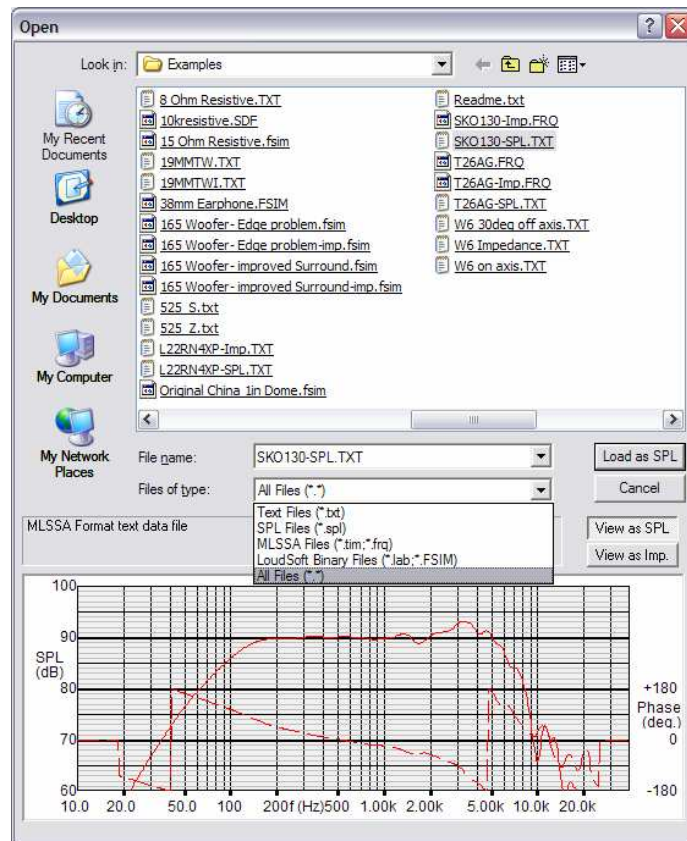 Open
Look in:
Examples
My Recent
Documents
Desktop
My Documents
My Computer
My Network
Places
8 Ohm Resistive.TXT
10kresistive.SDF
15 Ohm Resistive.fsim
19MMTW.TXT
19MMTWI.TXT
38mm Earphone.FSIM
165 Woofer- Edge problem.fsim
165 Woofer- Edge problem-imp.fsim
165 Woofer- improved Surround.fsim
165 Woofer- improved Surround-imp.fsim
525_S.txt
525_Z.txt
L22RN4XP-Imp.TXT
L22RN4XP-SPL.TXT
Original China 1in Dome.fsim
Readme.txt
SKO130-Imp.FRQ
SKO130-SPL.TXT
T26AG.FRQ
T26AG-Imp.FRQ
T26AG-SPL.TXT
W6 30deg off axis.TXT
W6 Impedance.TXT
W6 on axis.TXT
File name:
SKO130-SPL.TXT
Load as SPL
Files of type:
All Files (*.*)
Cancel
Text Files (*.txt)
SPL Files (*.spl)
MLSSA Files (*.tim;*.frq)
LoudSoft Binary Files (*.lab;*.FSIM)
All Files (*.*)
MLSSA Format text data file
View as SPL
View as Imp.
100
90
SPL
(dB)
80
70
60
+180
Phase
(deg.)
0
-180
10.0 20.0 50.0 100 200 f (Hz) 500 1.00k 2.00k 5.00k 10.0k 20.0k